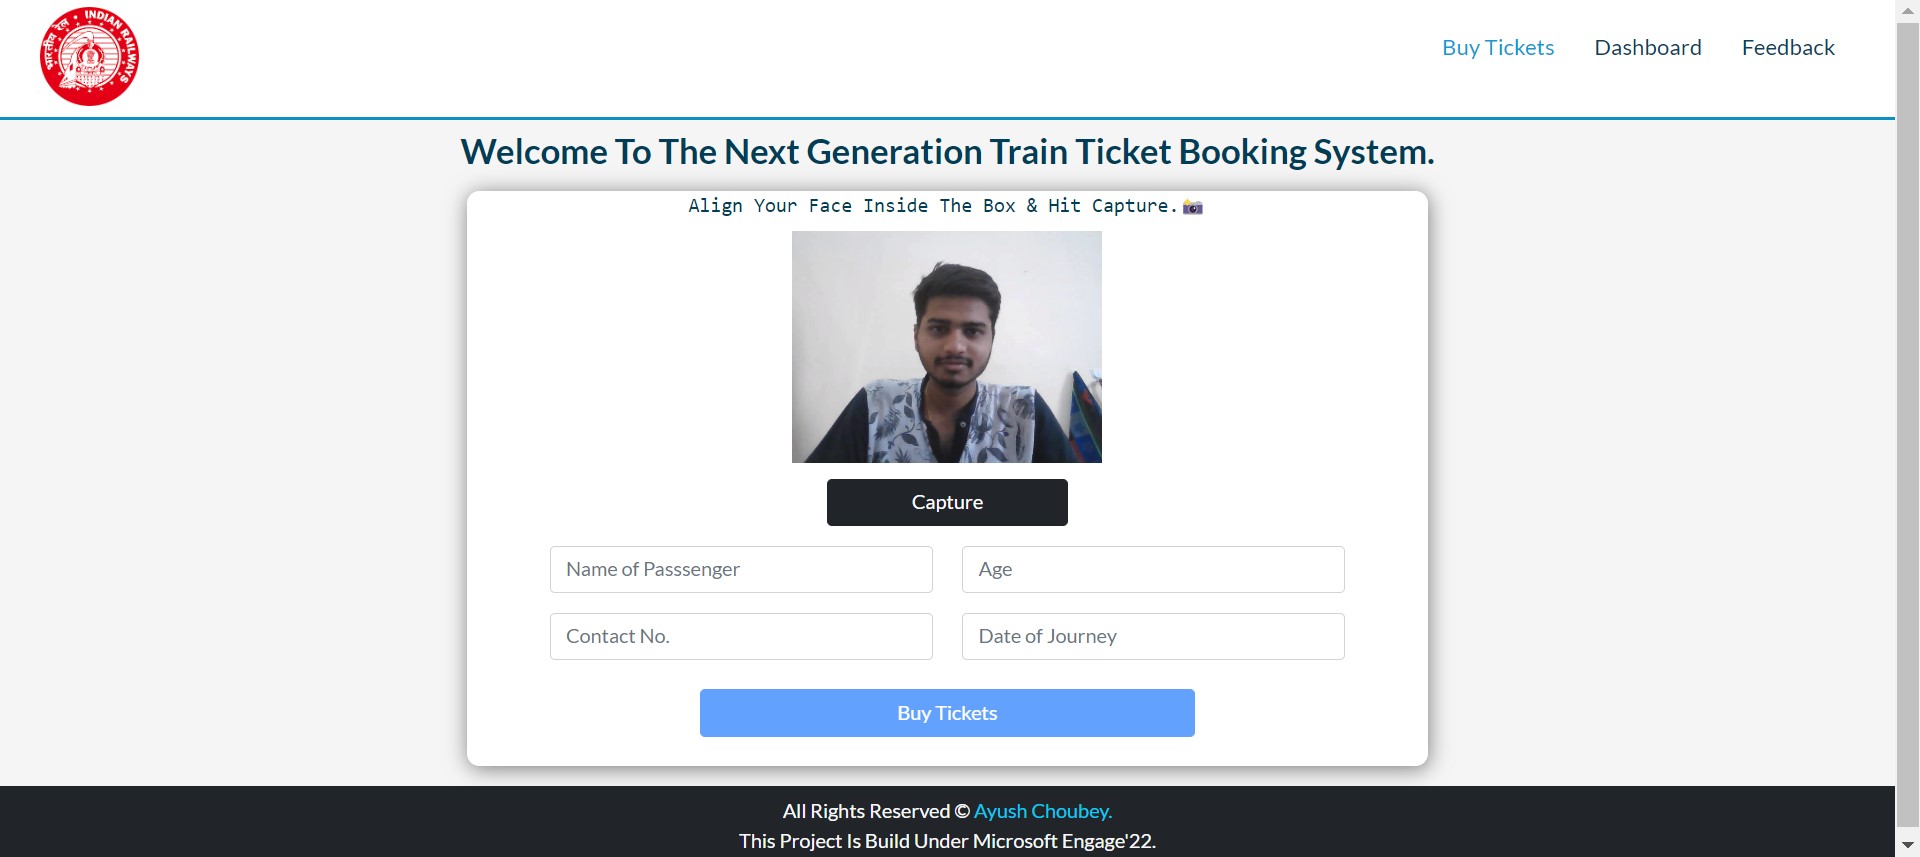 भारतीय रेल • INDIAN RAILWAYS
Buy Tickets
Dashboard
Feedback
Welcome To The Next Generation Train Ticket Booking System.
Align Your Face Inside The Box & Hit Capture.📸
Capture
Name of Passsenger
Age
Contact No.
Date of Journey
Buy Tickets
All Rights Reserved © Ayush Choubey.
This Project Is Build Under Microsoft Engage'22.